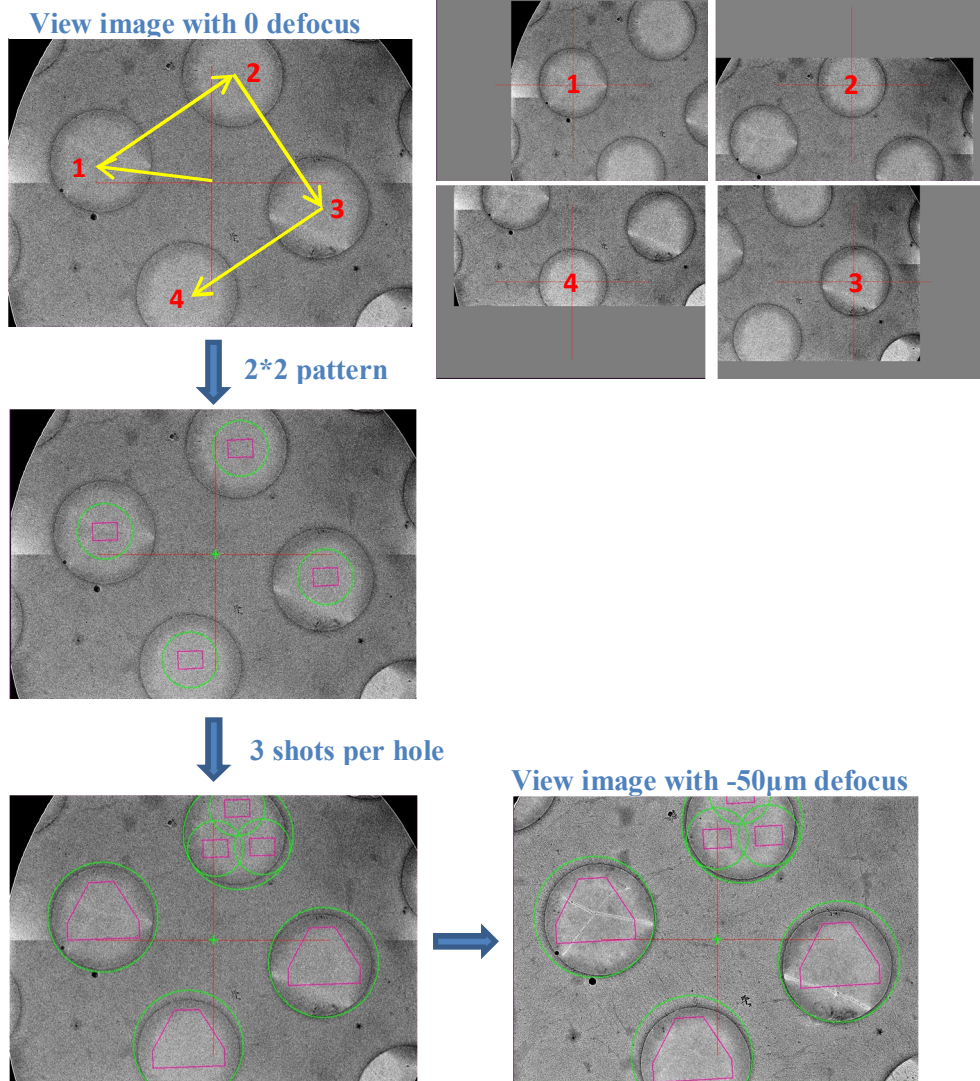 View image with 0 defocus
1
2
3
4
1
2
4
3
2*2 pattern
3 shots per hole
View image with -50µm defocus